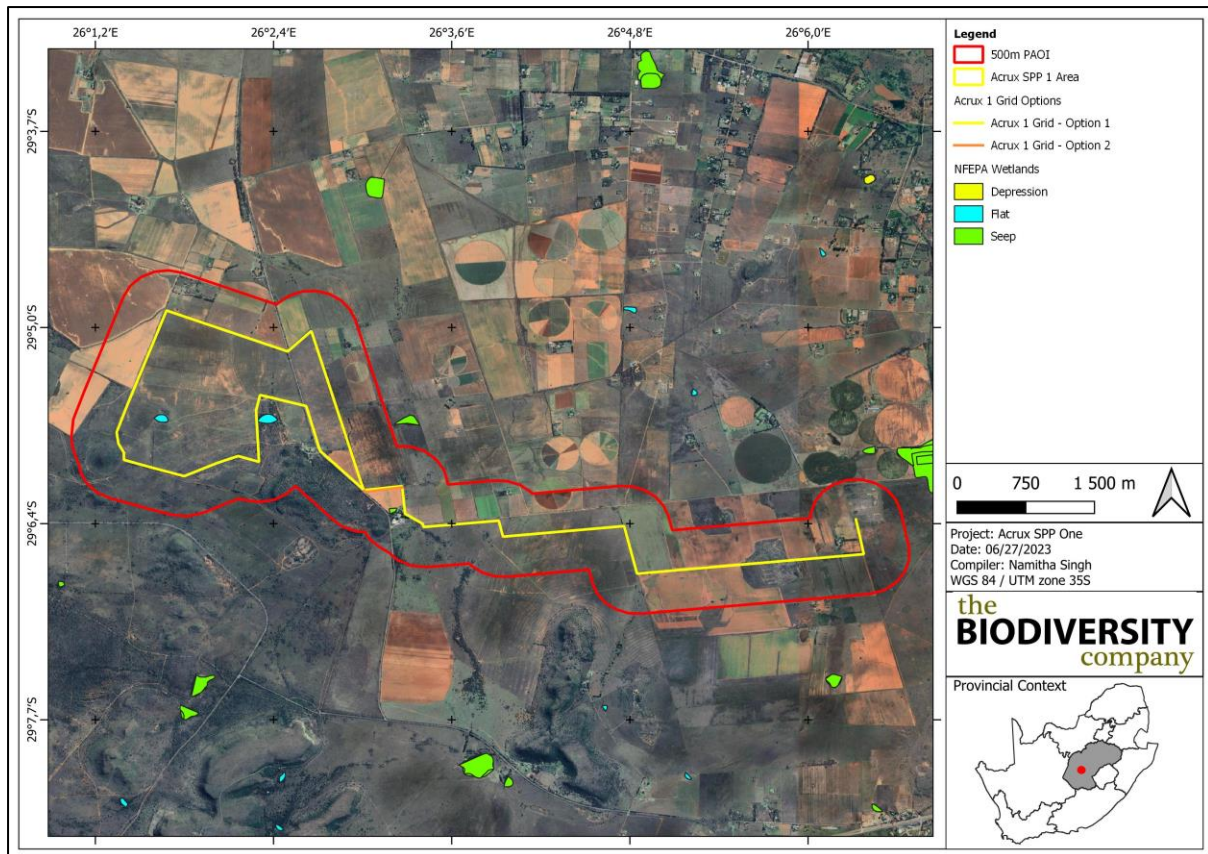 26°1,2'E 26°2,4'E 26°3,6'E 26°4,8'E 26°6,0'E
29°3,7'S
29°5,0'S
29°6,4'S
29°7,7'S
Legend
500m PAOI
Acrux SPP 1 Area
Acrux 1 Grid Options
Acrux 1 Grid - Option 1
Acrux 1 Grid - Option 2
NFEPA Wetlands
Depression
Flat
Seep
0 750 1 500 m
Project: Acrux SPP One
Date: 06/27/2023
Compiler: Namitha Singh
WGS 84 / UTM zone 35S
the
BIODIVERSITY
company
Provincial Context